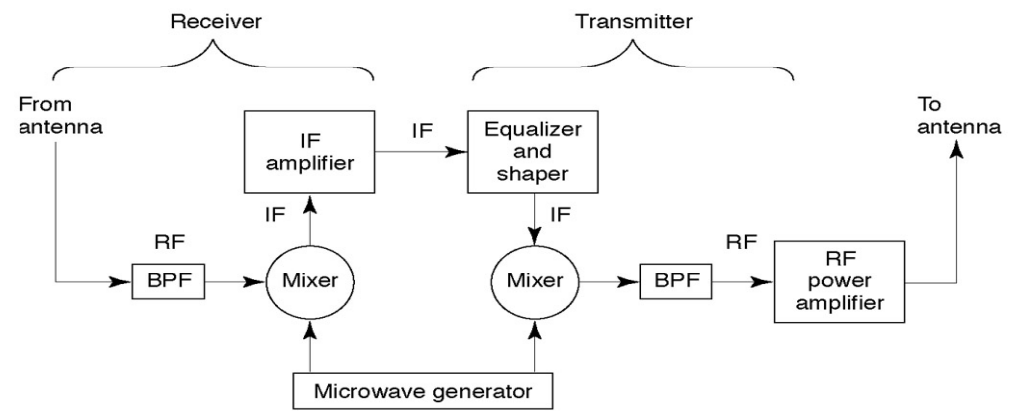 Receiver
Transmitter
From
antenna
To
antenna
IF
amplifier
IF
Equalizer
and
shaper
IF
IF
RF
BPF
Mixer
Mixer
BPF
RF
RF
power
amplifier
Microwave generator